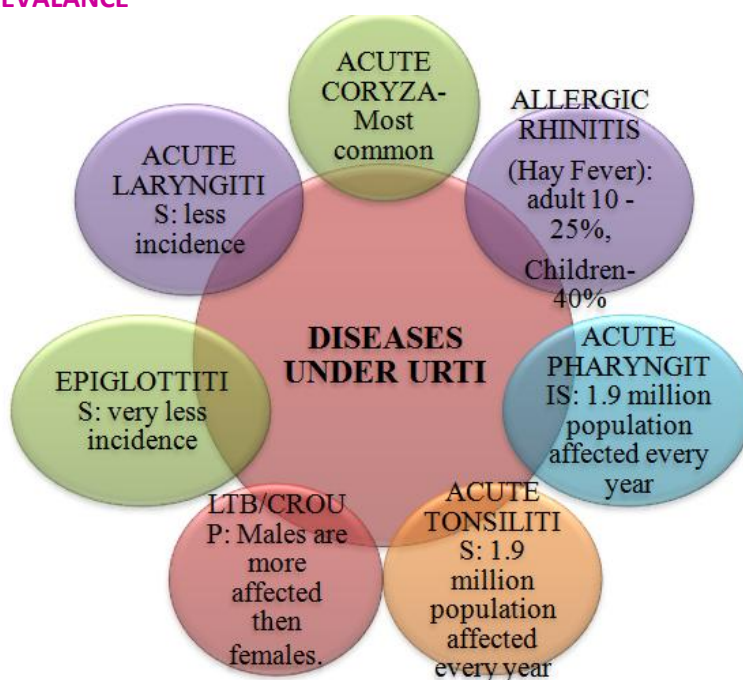 EVALANCE
ACUTE
CORYZA-
Most
common
ALLERGIC
RHINITIS
(Hay Fever):
adult 10 -
25%,
Children-
40%
ACUTE
PHARYNGIT
IS: 1.9 million
population
affected every
year
ACUTE
TONSILITI
S: 1.9
million
population
affected
every year
LTB/CROU
P: Males are
more
affected
then
females.
EPIGLOTTITI
S: very less
incidence
ACUTE
LARYNGITI
S: less
incidence
DISEASES
UNDER URTI